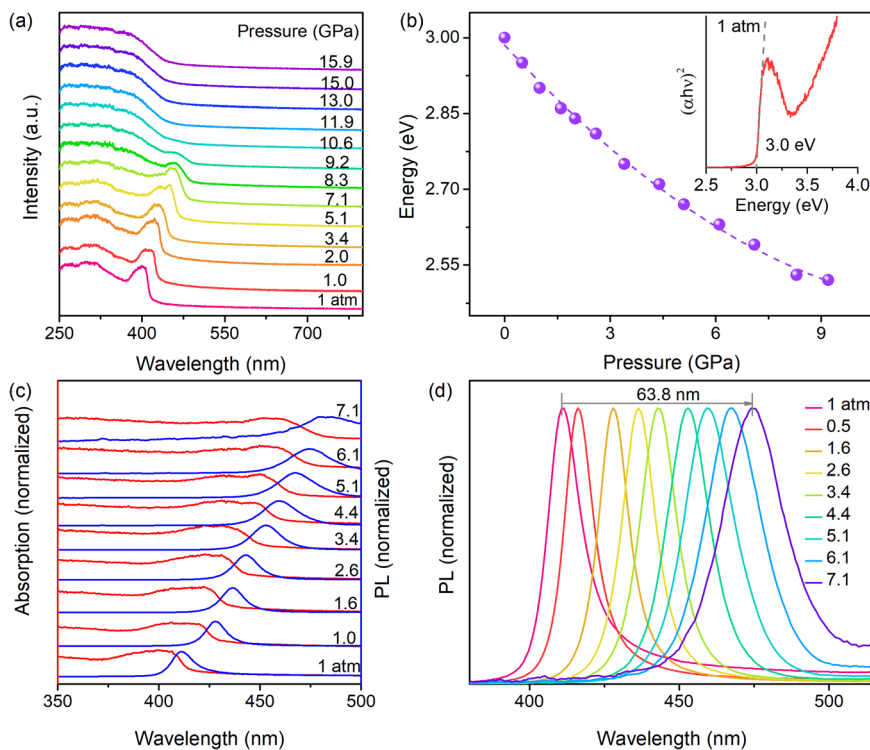 (a)
Pressure (GPa)
15.9
15.0
13.0
11.9
10.6
9.2
8.3
7.1
5.1
3.4
2.0
1.0
1 atm
Intensity (a.u.)
250 400 550 700
Wavelength (nm)
(b)
3.00
2.85
2.70
2.55
Energy (eV)
0 3 6 9
Pressure (GPa)
1 atm
(αhν)²
3.0 eV
2.5 3.0 3.5 4.0
Energy (eV)
(c)
7.1
6.1
5.1
4.4
3.4
2.6
1.6
1.0
1 atm
Absorption (normalized)
PL (normalized)
350 400 450 500
Wavelength (nm)
(d)
63.8 nm
1 atm
0.5
1.6
2.6
3.4
4.4
5.1
6.1
7.1
PL (normalized)
400 450 500
Wavelength (nm)